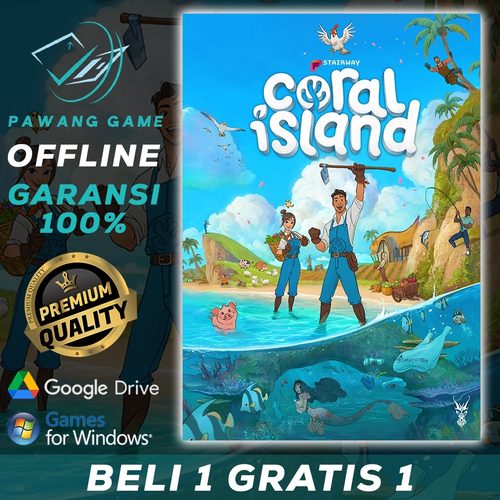 PAWANG GAME
OFFLINE
GARANSI
100%
PREMIUM
QUALITY
Google Drive
Games
for Windows®
STAIRWAY
coral
island
BELI 1 GRATIS 1